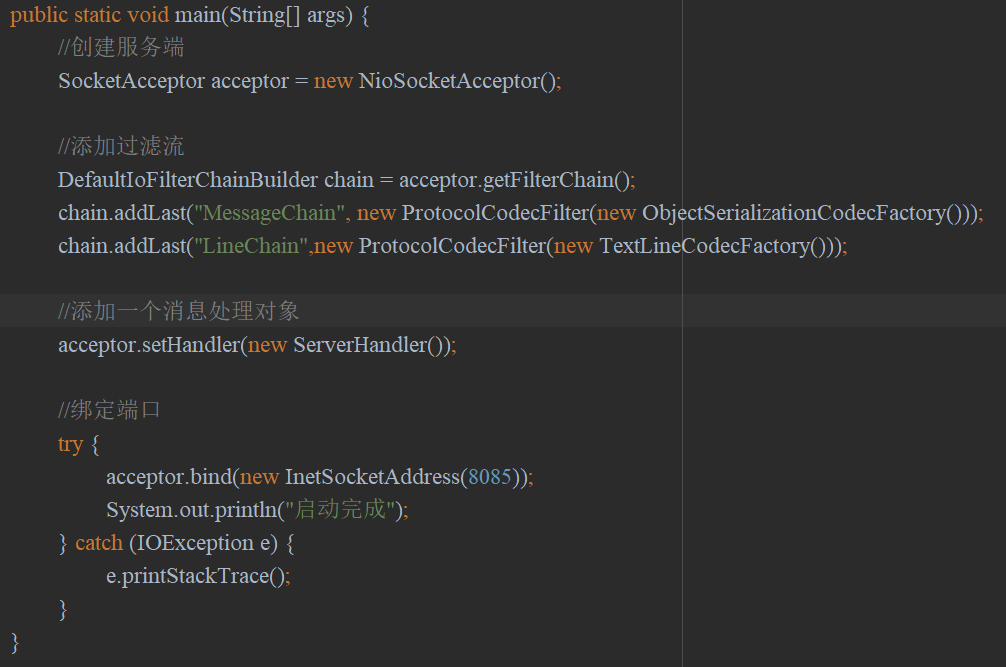 public static void main(String[] args) {
//创建服务端
SocketAcceptor acceptor = new NioSocketAcceptor();
//添加过滤流
DefaultIoFilterChainBuilder chain = acceptor.getFilterChain();
chain.addLast("MessageChain", new ProtocolCodecFilter(new ObjectSerializationCodecFactory()));
chain.addLast("LineChain",new ProtocolCodecFilter(new TextLineCodecFactory()));
//添加一个消息处理对象
acceptor.setHandler(new ServerHandler());
//绑定端口
try {
acceptor.bind(new InetSocketAddress(8085));
System.out.println("启动完成");
} catch (IOException e) {
e.printStackTrace();
}
}